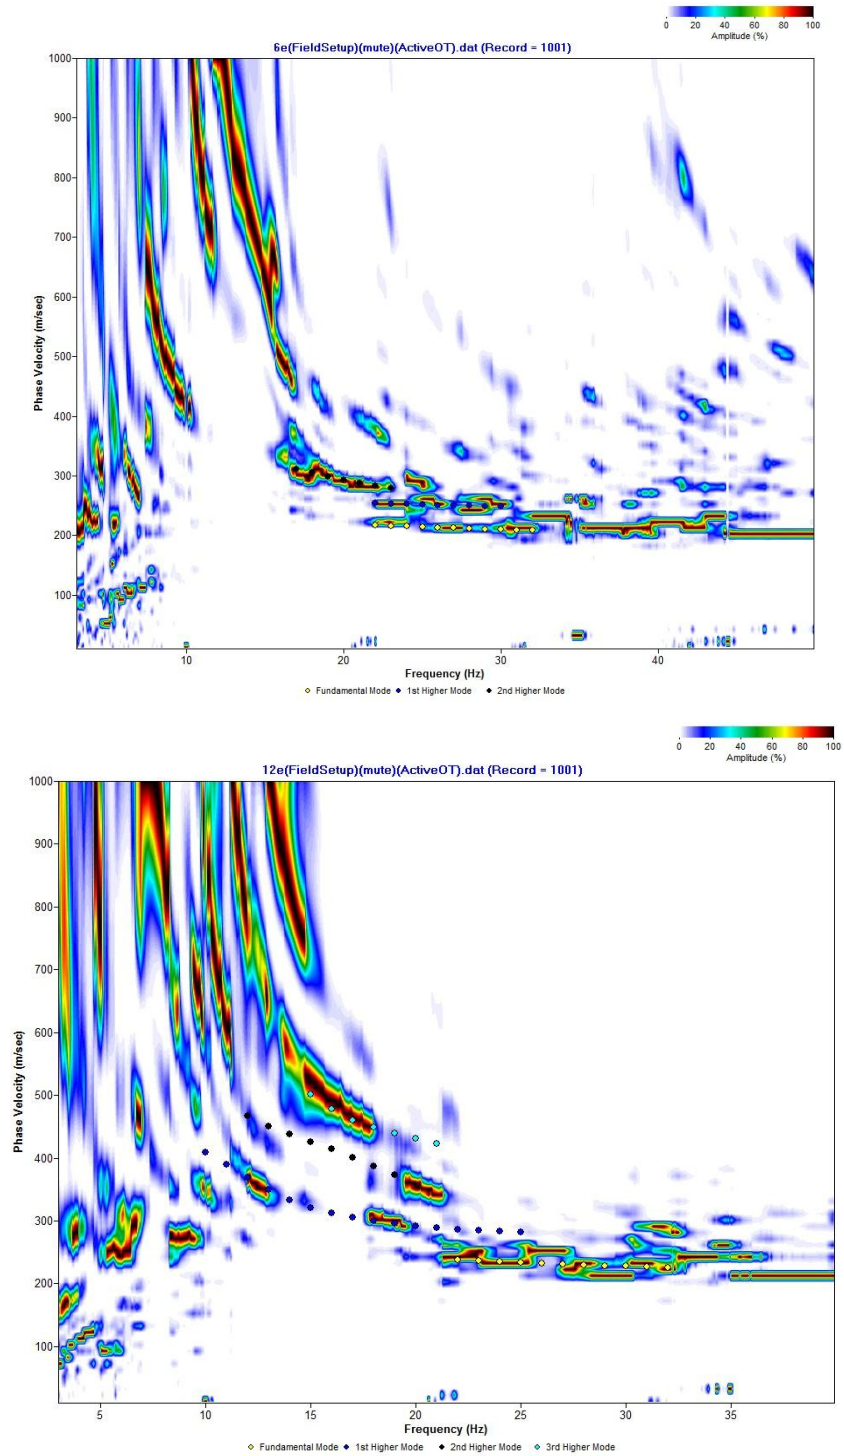 0 20 40 60 80 100
Amplitude (%)
6e(FieldSetup)(mute)(ActiveOT).dat (Record = 1001)
1000
900
800
700
600
500
400
300
200
100
Phase Velocity (m/sec)
10 20 30 40
Frequency (Hz)
Fundamental Mode 1st Higher Mode 2nd Higher Mode
0 20 40 60 80 100
Amplitude (%)
12e(FieldSetup)(mute)(ActiveOT).dat (Record = 1001)
1000
900
800
700
600
500
400
300
200
100
Phase Velocity (m/sec)
5 10 15 20 25 30 35
Frequency (Hz)
Fundamental Mode 1st Higher Mode 2nd Higher Mode 3rd Higher Mode